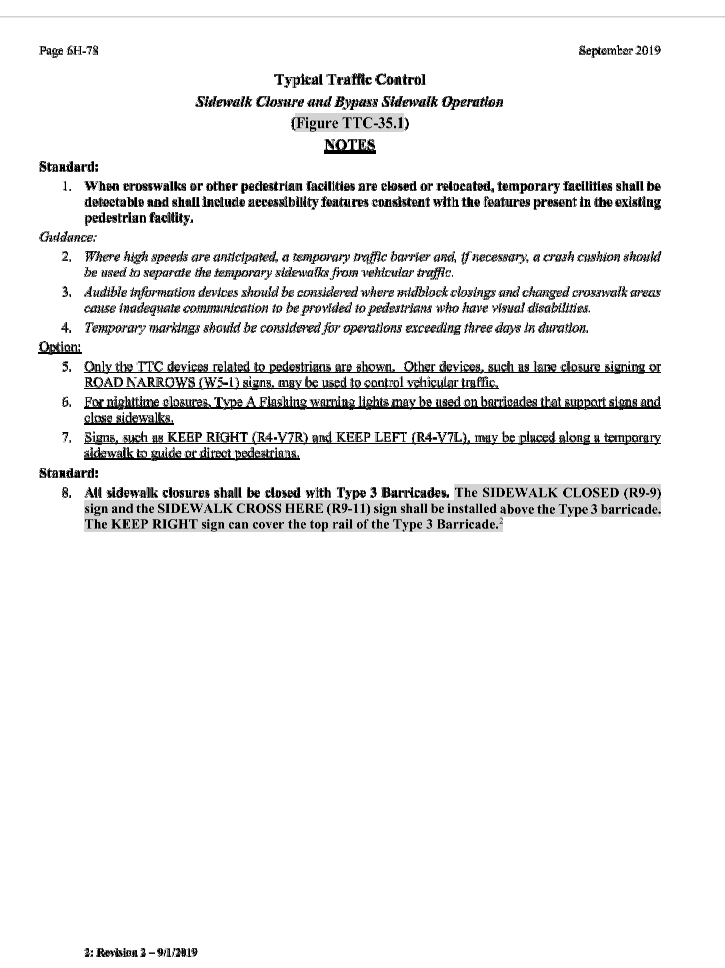 Page 6H-78 September 2019
Typical Traffic Control
Sidewalk Closure and Bypass Sidewalk Operation
(Figure TTC-35.1)
NOTES
Standard:
1. When crosswalks or other pedestrian facilities are closed or relocated, temporary facilities shall be
detectable and shall include accessibility features consistent with the features present in the existing
pedestrian facility.
Guidance:
2. Where high speeds are anticipated, a temporary traffic barrier and, if necessary, a crash cushion should
be used to separate the temporary sidewalks from vehicular traffic.
3. Audible information devices should be considered where midblock closings and changed crosswalk areas
cause inadequate communication to be provided to pedestrians who have visual disabilities.
4. Temporary markings should be considered for operations exceeding three days in duration.
Option:
5. Only the TTC devices related to pedestrians are shown. Other devices, such as lane closure signing or
ROAD NARROWS (W5-1) signs, may be used to control vehicular traffic.
6. For nighttime closures, Type A Flashing warning lights may be used on barricades that support signs and
close sidewalks.
7. Signs, such as KEEP RIGHT (R4-V7R) and KEEP LEFT (R4-V7L), may be placed along a temporary
sidewalk to guide or direct pedestrians.
Standard:
8. All sidewalk closures shall be closed with Type 3 Barricades. The SIDEWALK CLOSED (R9-9)
sign and the SIDEWALK CROSS HERE (R9-11) sign shall be installed above the Type 3 barricade.
The KEEP RIGHT sign can cover the top rail of the Type 3 Barricade.2
2: Revision 2 – 9/1/2019